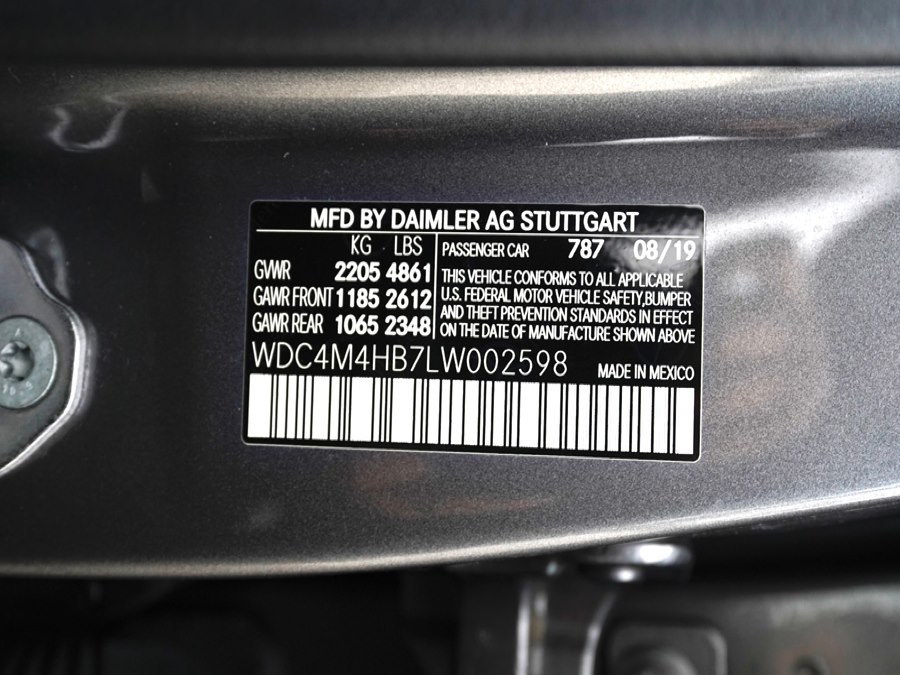 MFD BY DAIMLER AG STUTTGART
KG LBS
GVWR 2205 4861
GAWR FRONT 1185 2612
GAWR REAR 1065 2348
PASSENGER CAR 787 08/19
THIS VEHICLE CONFORMS TO ALL APPLICABLE
U.S. FEDERAL MOTOR VEHICLE SAFETY,BUMPER
AND THEFT PREVENTION STANDARDS IN EFFECT
ON THE DATE OF MANUFACTURE SHOWN ABOVE
WDC4M4HB7LW002598
MADE IN MEXICO